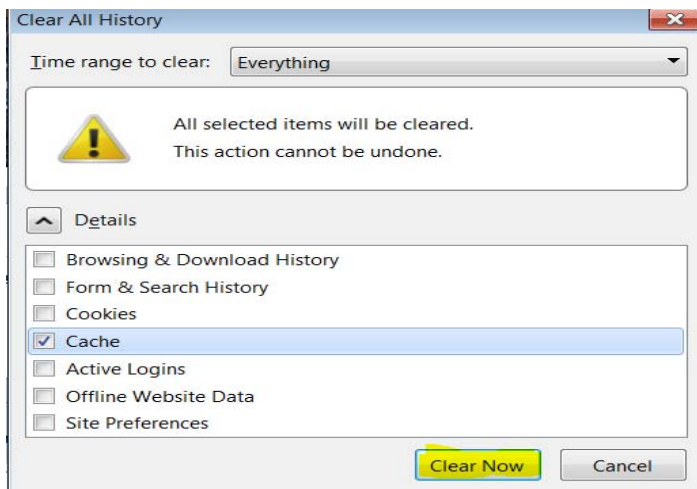 Clear All History
Time range to clear: Everything
All selected items will be cleared.
This action cannot be undone.
Details
Browsing & Download History
Form & Search History
Cookies
Cache
Active Logins
Offline Website Data
Site Preferences
Clear Now Cancel